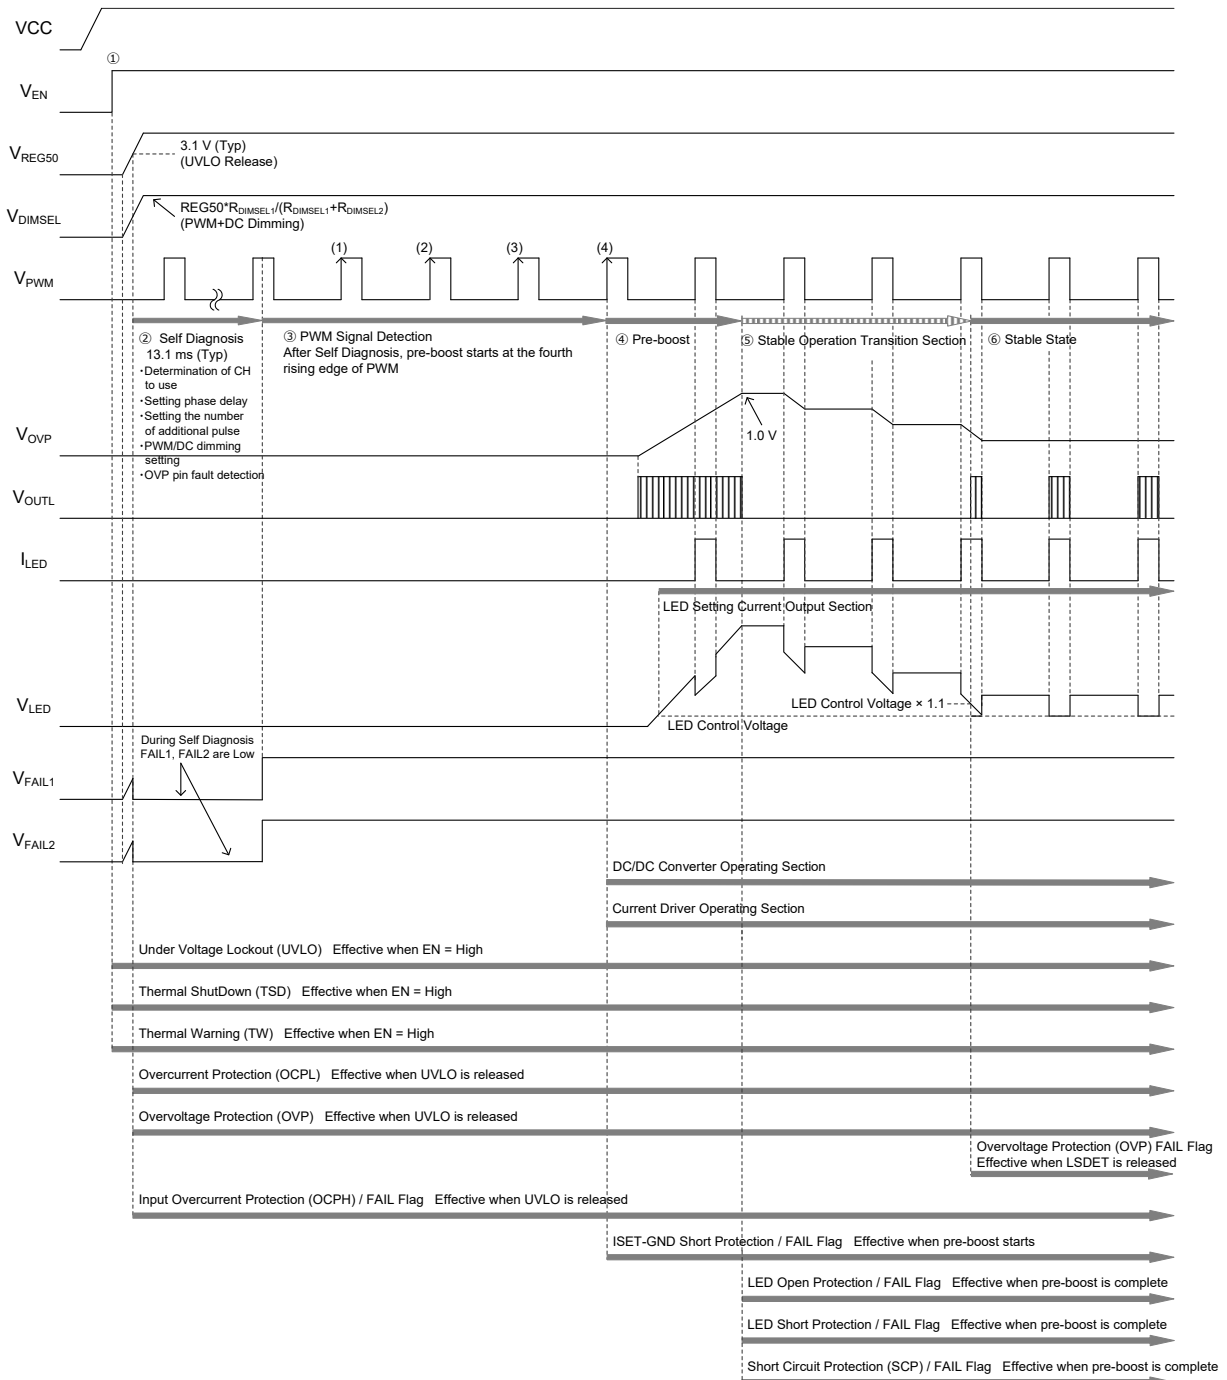 VCC
①
VEN
VREG50
3.1 V (Typ)
(UVLO Release)
VDIMSEL
REG50*RDIMSEL1/(RDIMSEL1+RDIMSEL2)
(PWM+DC Dimming)
(1)
(2)
(3)
(4)
VPWM
② Self Diagnosis
13.1 ms (Typ)
・Determination of CH
to use
・Setting phase delay
・Setting the number
of additional pulse
・PWM/DC dimming
setting
・OVP pin fault detection
③ PWM Signal Detection
After Self Diagnosis, pre-boost starts at the fourth
rising edge of PWM
④ Pre-boost
⑤ Stable Operation Transition Section
⑥ Stable State
VOVP
1.0 V
VOUTL
ILED
LED Setting Current Output Section
VLED
LED Control Voltage × 1.1
LED Control Voltage
During Self Diagnosis
FAIL1, FAIL2 are Low
VFAIL1
VFAIL2
DC/DC Converter Operating Section
Current Driver Operating Section
Under Voltage Lockout (UVLO) Effective when EN = High
Thermal ShutDown (TSD) Effective when EN = High
Thermal Warning (TW) Effective when EN = High
Overcurrent Protection (OCPL) Effective when UVLO is released
Overvoltage Protection (OVP) Effective when UVLO is released
Overvoltage Protection (OVP) FAIL Flag
Effective when LSDET is released
Input Overcurrent Protection (OCPH) / FAIL Flag Effective when UVLO is released
ISET-GND Short Protection / FAIL Flag Effective when pre-boost starts
LED Open Protection / FAIL Flag Effective when pre-boost is complete
LED Short Protection / FAIL Flag Effective when pre-boost is complete
Short Circuit Protection (SCP) / FAIL Flag Effective when pre-boost is complete